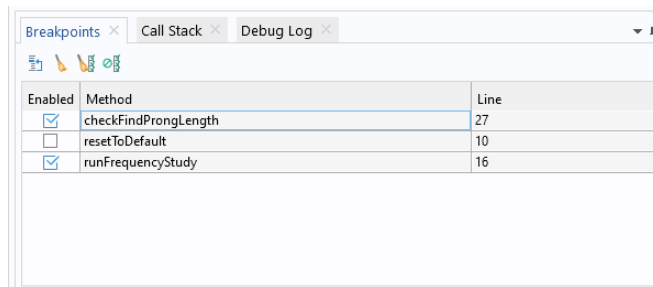 Breakpoints Call Stack Debug Log
Enabled Method Line
checkFindProngLength 27
resetToDefault 10
runFrequencyStudy 16